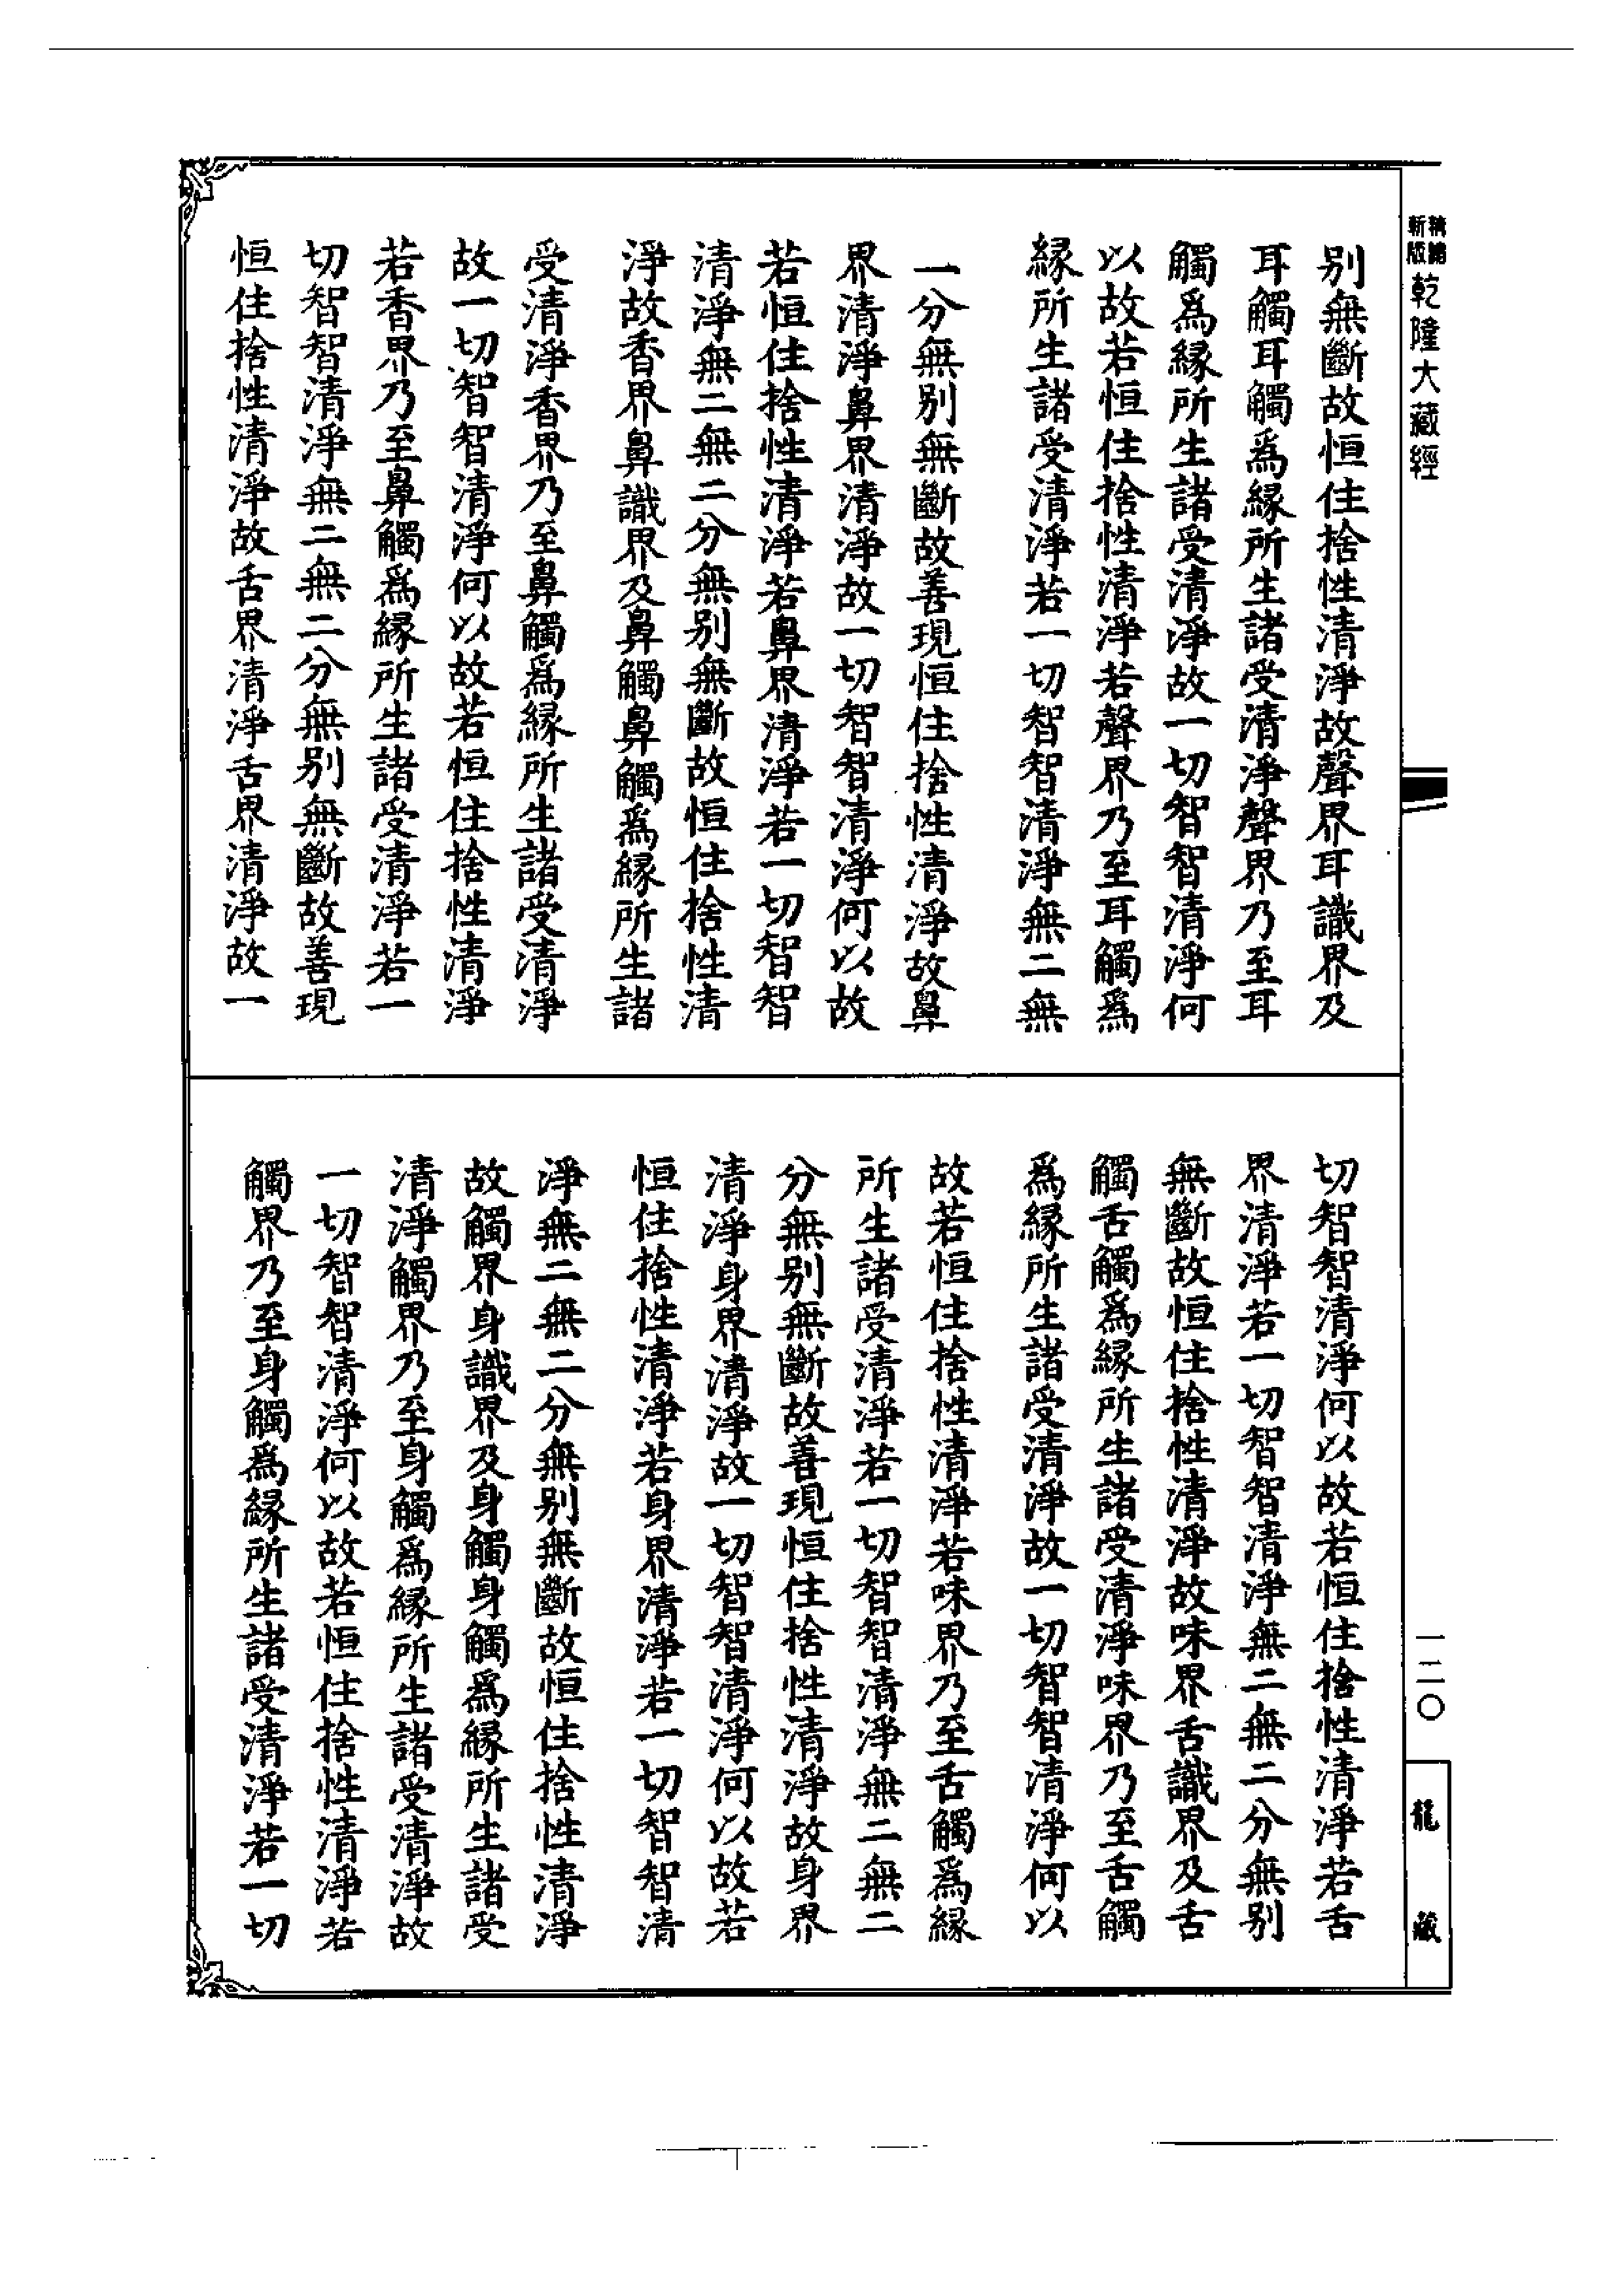 精編
新版
乾隆大藏經
別無斷故恒住捨性清淨故聲界耳識界及
耳觸耳觸爲緣所生諸受清淨聲界乃至耳
觸爲緣所生諸受清淨故一切智智清淨何
以故若恒住捨性清淨若聲界乃至耳觸爲
緣所生諸受清淨若一切智智清淨無二無
一分無別無斷故善現恒住捨性清淨故鼻
界清淨鼻界清淨故一切智智清淨何以故
若恒住捨性清淨若鼻界清淨若一切智智
清淨無二無二分無別無斷故恒住捨性清
淨故香界鼻識界及鼻觸鼻觸爲緣所生諸
受清淨香界乃至鼻觸爲緣所生諸受清淨
故一切智智清淨何以故若恒住捨性清淨
若香界乃至鼻觸爲緣所生諸受清淨若一
切智智清淨無二無二分無別無斷故善現
恒住捨性清淨故舌界清淨舌界清淨故一
切智智清淨何以故若恒住捨性清淨若舌
界清淨若一切智智清淨無二無二分無別
無斷故恒住捨性清淨故味界舌識界及舌
觸舌觸爲緣所生諸受清淨味界乃至舌觸
爲緣所生諸受清淨故一切智智清淨何以
故若恒住捨性清淨若味界乃至舌觸爲緣
所生諸受清淨若一切智智清淨無二無二
分無別無斷故善現恒住捨性清淨故身界
清淨身界清淨故一切智智清淨何以故若
恒住捨性清淨若身界清淨若一切智智清
淨無二無二分無別無斷故恒住捨性清淨
故觸界身識界及身觸身觸爲緣所生諸受
清淨觸界乃至身觸爲緣所生諸受清淨故
一切智智清淨何以故若恒住捨性清淨若
觸界乃至身觸爲緣所生諸受清淨若一切
一二〇
龍藏